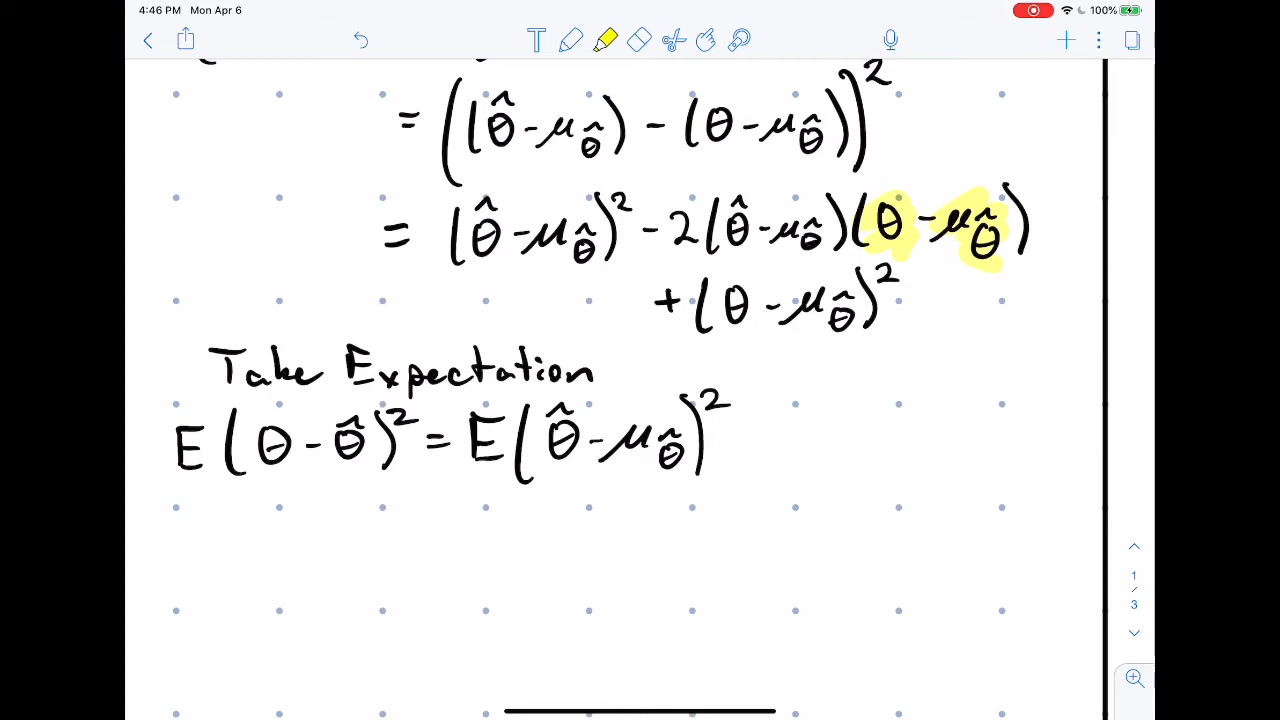 4:46 PM Mon Apr 6
100%
= ((θ̂ - μ_θ̂) - (θ - μ_θ̂))²
= (θ̂ - μ_θ̂)² - 2(θ̂ - μ_θ̂)(θ - μ_θ̂)
+ (θ - μ_θ̂)²
Take Expectation
E(θ - θ̂)² = E(θ̂ - μ_θ̂)²
1
/
3